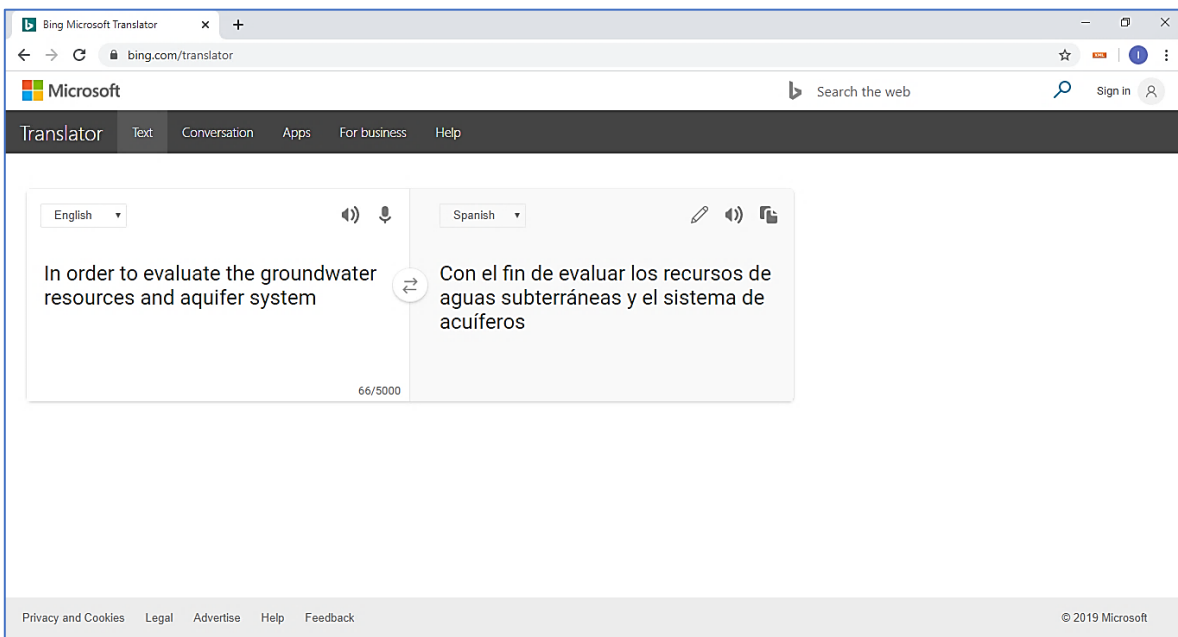 Bing Microsoft Translator
bing.com/translator
Microsoft
Search the web
Sign in
Translator Text Conversation Apps For business Help
English
Spanish
In order to evaluate the groundwater
resources and aquifer system
66/5000
Con el fin de evaluar los recursos de
aguas subterráneas y el sistema de
acuíferos
Privacy and Cookies Legal Advertise Help Feedback
© 2019 Microsoft